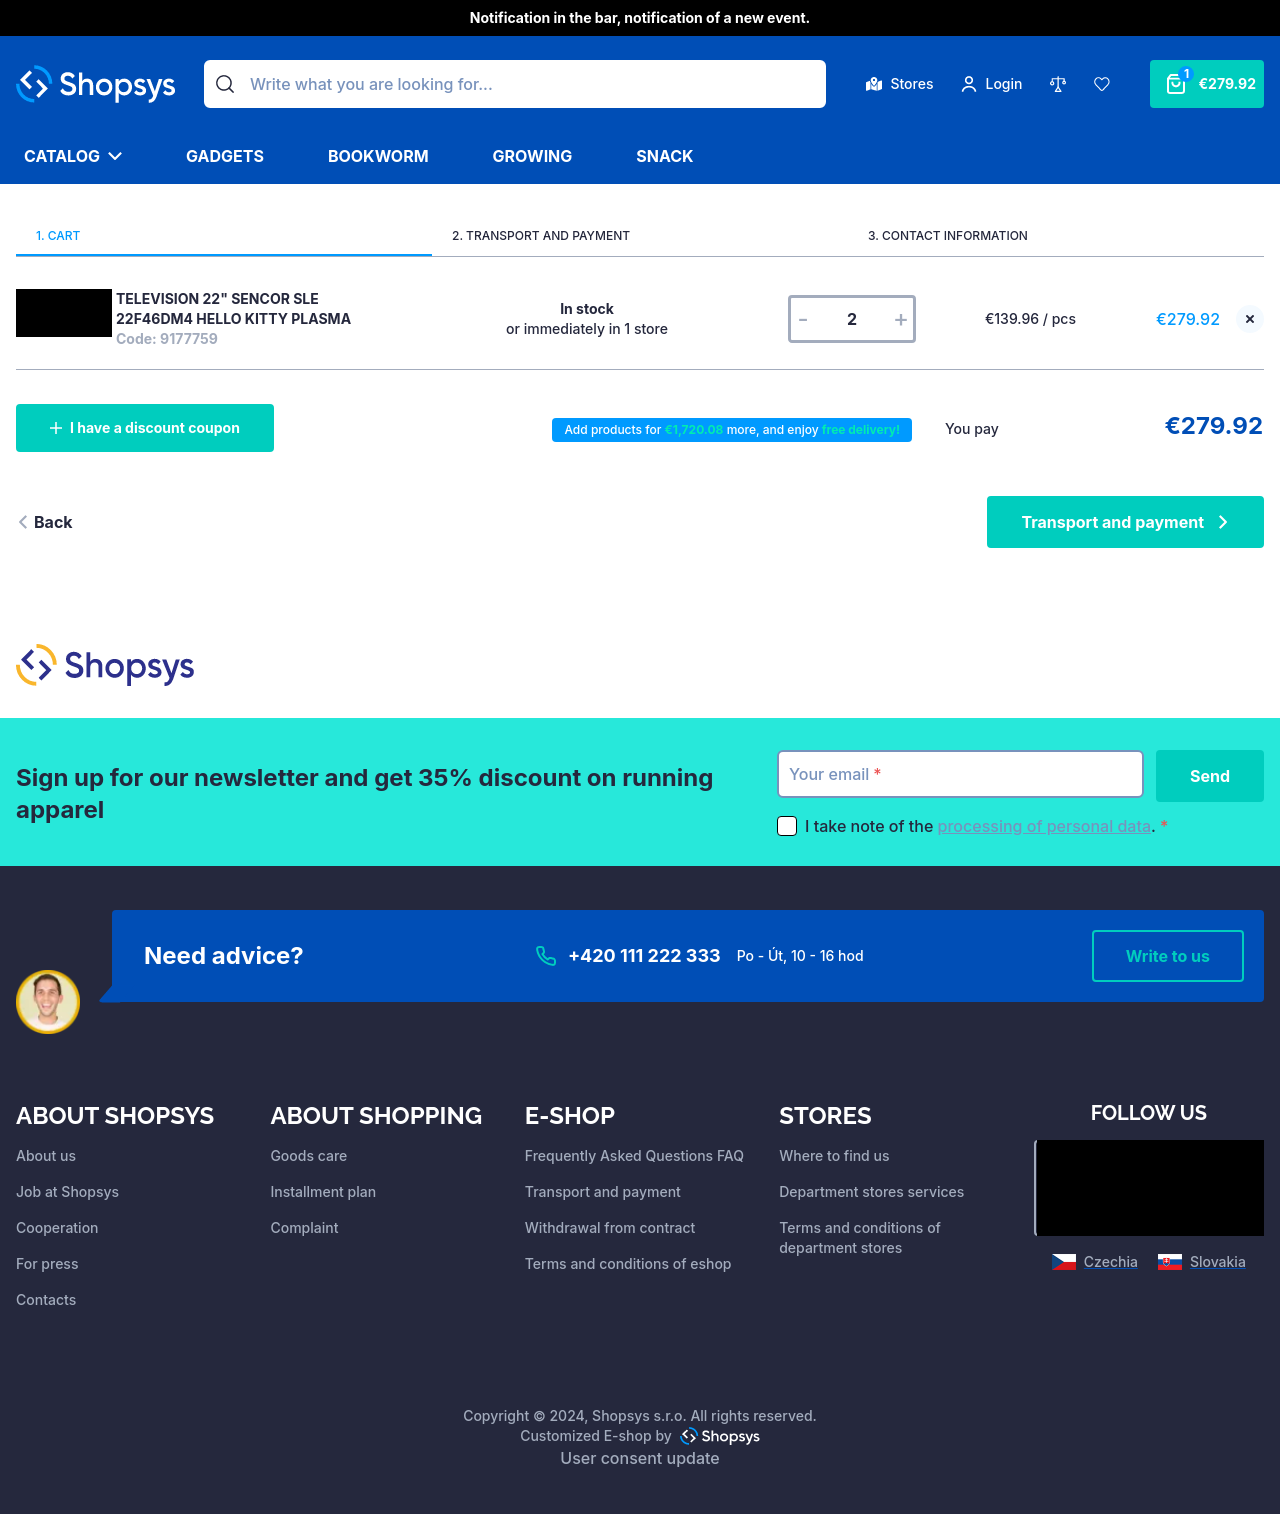 Notification in the bar, notification of a new event.
Shopsys
Write what you are looking for...
Stores
Login
1
€279.92
CATALOG
GADGETS
BOOKWORM
GROWING
SNACK
1. CART
2. TRANSPORT AND PAYMENT
3. CONTACT INFORMATION
TELEVISION 22" SENCOR SLE
22F46DM4 HELLO KITTY PLASMA
Code: 9177759
In stock
or immediately in 1 store
- 2 +
€139.96 / pcs
€279.92
I have a discount coupon
Add products for €1,720.08 more, and enjoy free delivery!
You pay
€279.92
Back
Transport and payment
Shopsys
Sign up for our newsletter and get 35% discount on running
apparel
Your email *
Send
I take note of the processing of personal data. *
Need advice?
+420 111 222 333
Po - Út, 10 - 16 hod
Write to us
ABOUT SHOPSYS
About us
Job at Shopsys
Cooperation
For press
Contacts
ABOUT SHOPPING
Goods care
Installment plan
Complaint
E-SHOP
Frequently Asked Questions FAQ
Transport and payment
Withdrawal from contract
Terms and conditions of eshop
STORES
Where to find us
Department stores services
Terms and conditions of
department stores
FOLLOW US
Czechia
Slovakia
Copyright © 2024, Shopsys s.r.o. All rights reserved.
Customized E-shop by Shopsys
User consent update